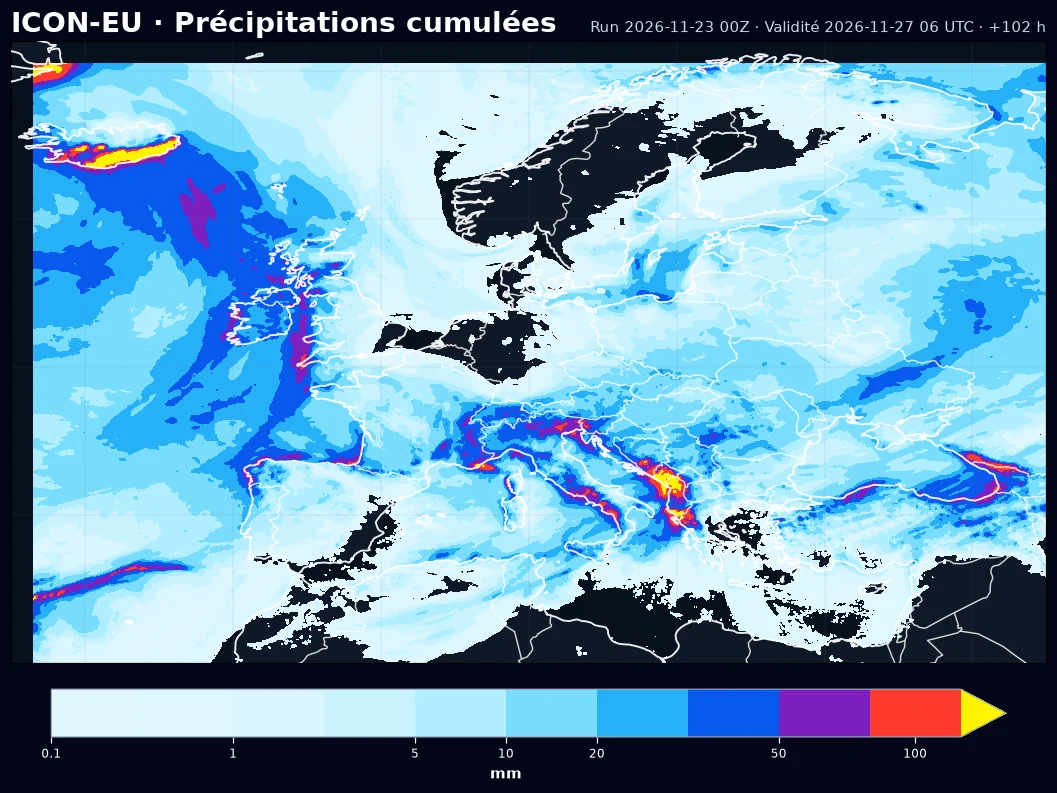 ICON-EU · Précipitations cumulées
Run 2026-11-23 00Z · Validité 2026-11-27 06 UTC · +102 h
0.1 1 5 10 20 50 100
mm